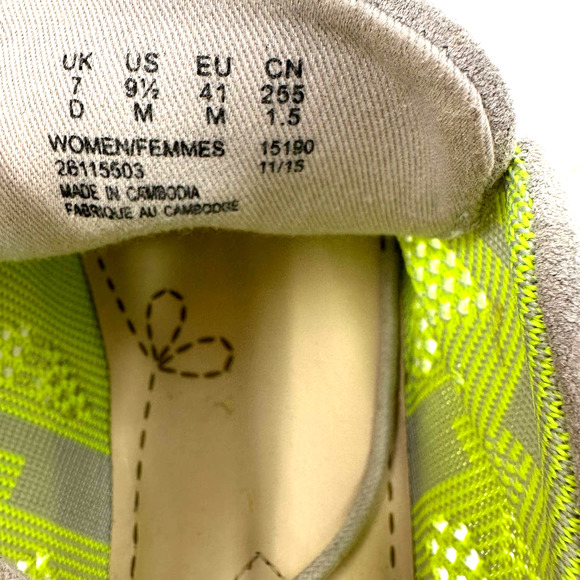 UK US EU CN
7 9½ 41 255
D M M 1.5
WOMEN/FEMMES 15190
26115503 11/15
MADE IN CAMBODIA
FABRIQUE AU CAMBODGE